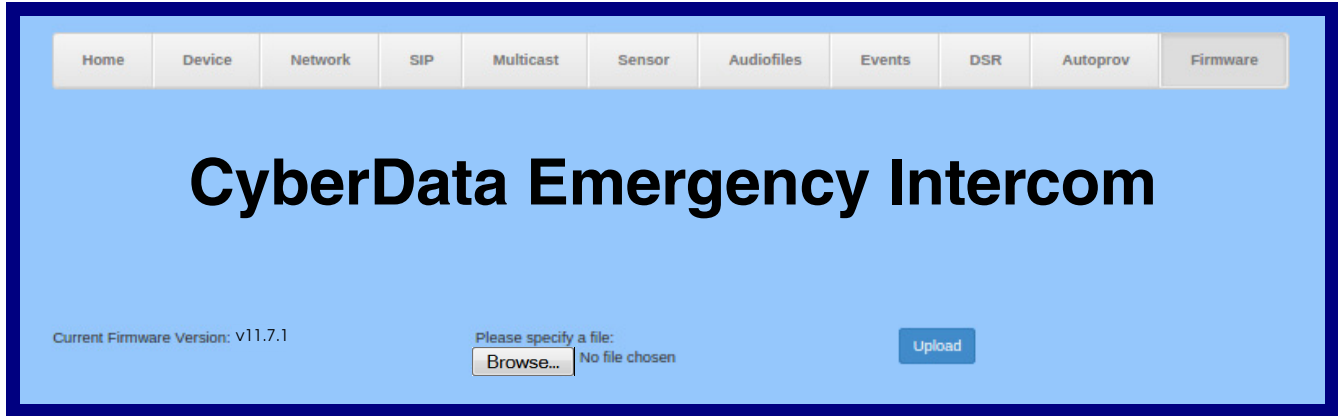 Home Device Network SIP Multicast Sensor Audiofiles Events DSR Autoprov Firmware
CyberData Emergency Intercom
Current Firmware Version: v11.7.1
Please specify a file:
Browse... No file chosen
Upload